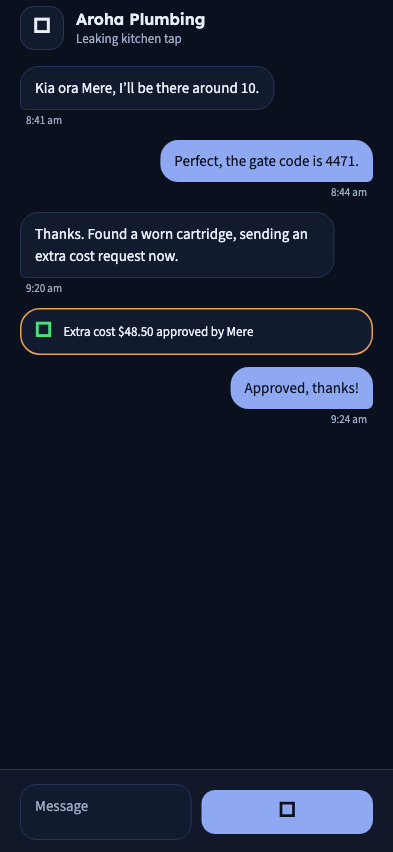 Aroha Plumbing
Leaking kitchen tap
Kia ora Mere, I’ll be there around 10.
8:41 am
Perfect, the gate code is 4471.
8:44 am
Thanks. Found a worn cartridge, sending an
extra cost request now.
9:20 am
Extra cost $48.50 approved by Mere
Approved, thanks!
9:24 am
Message